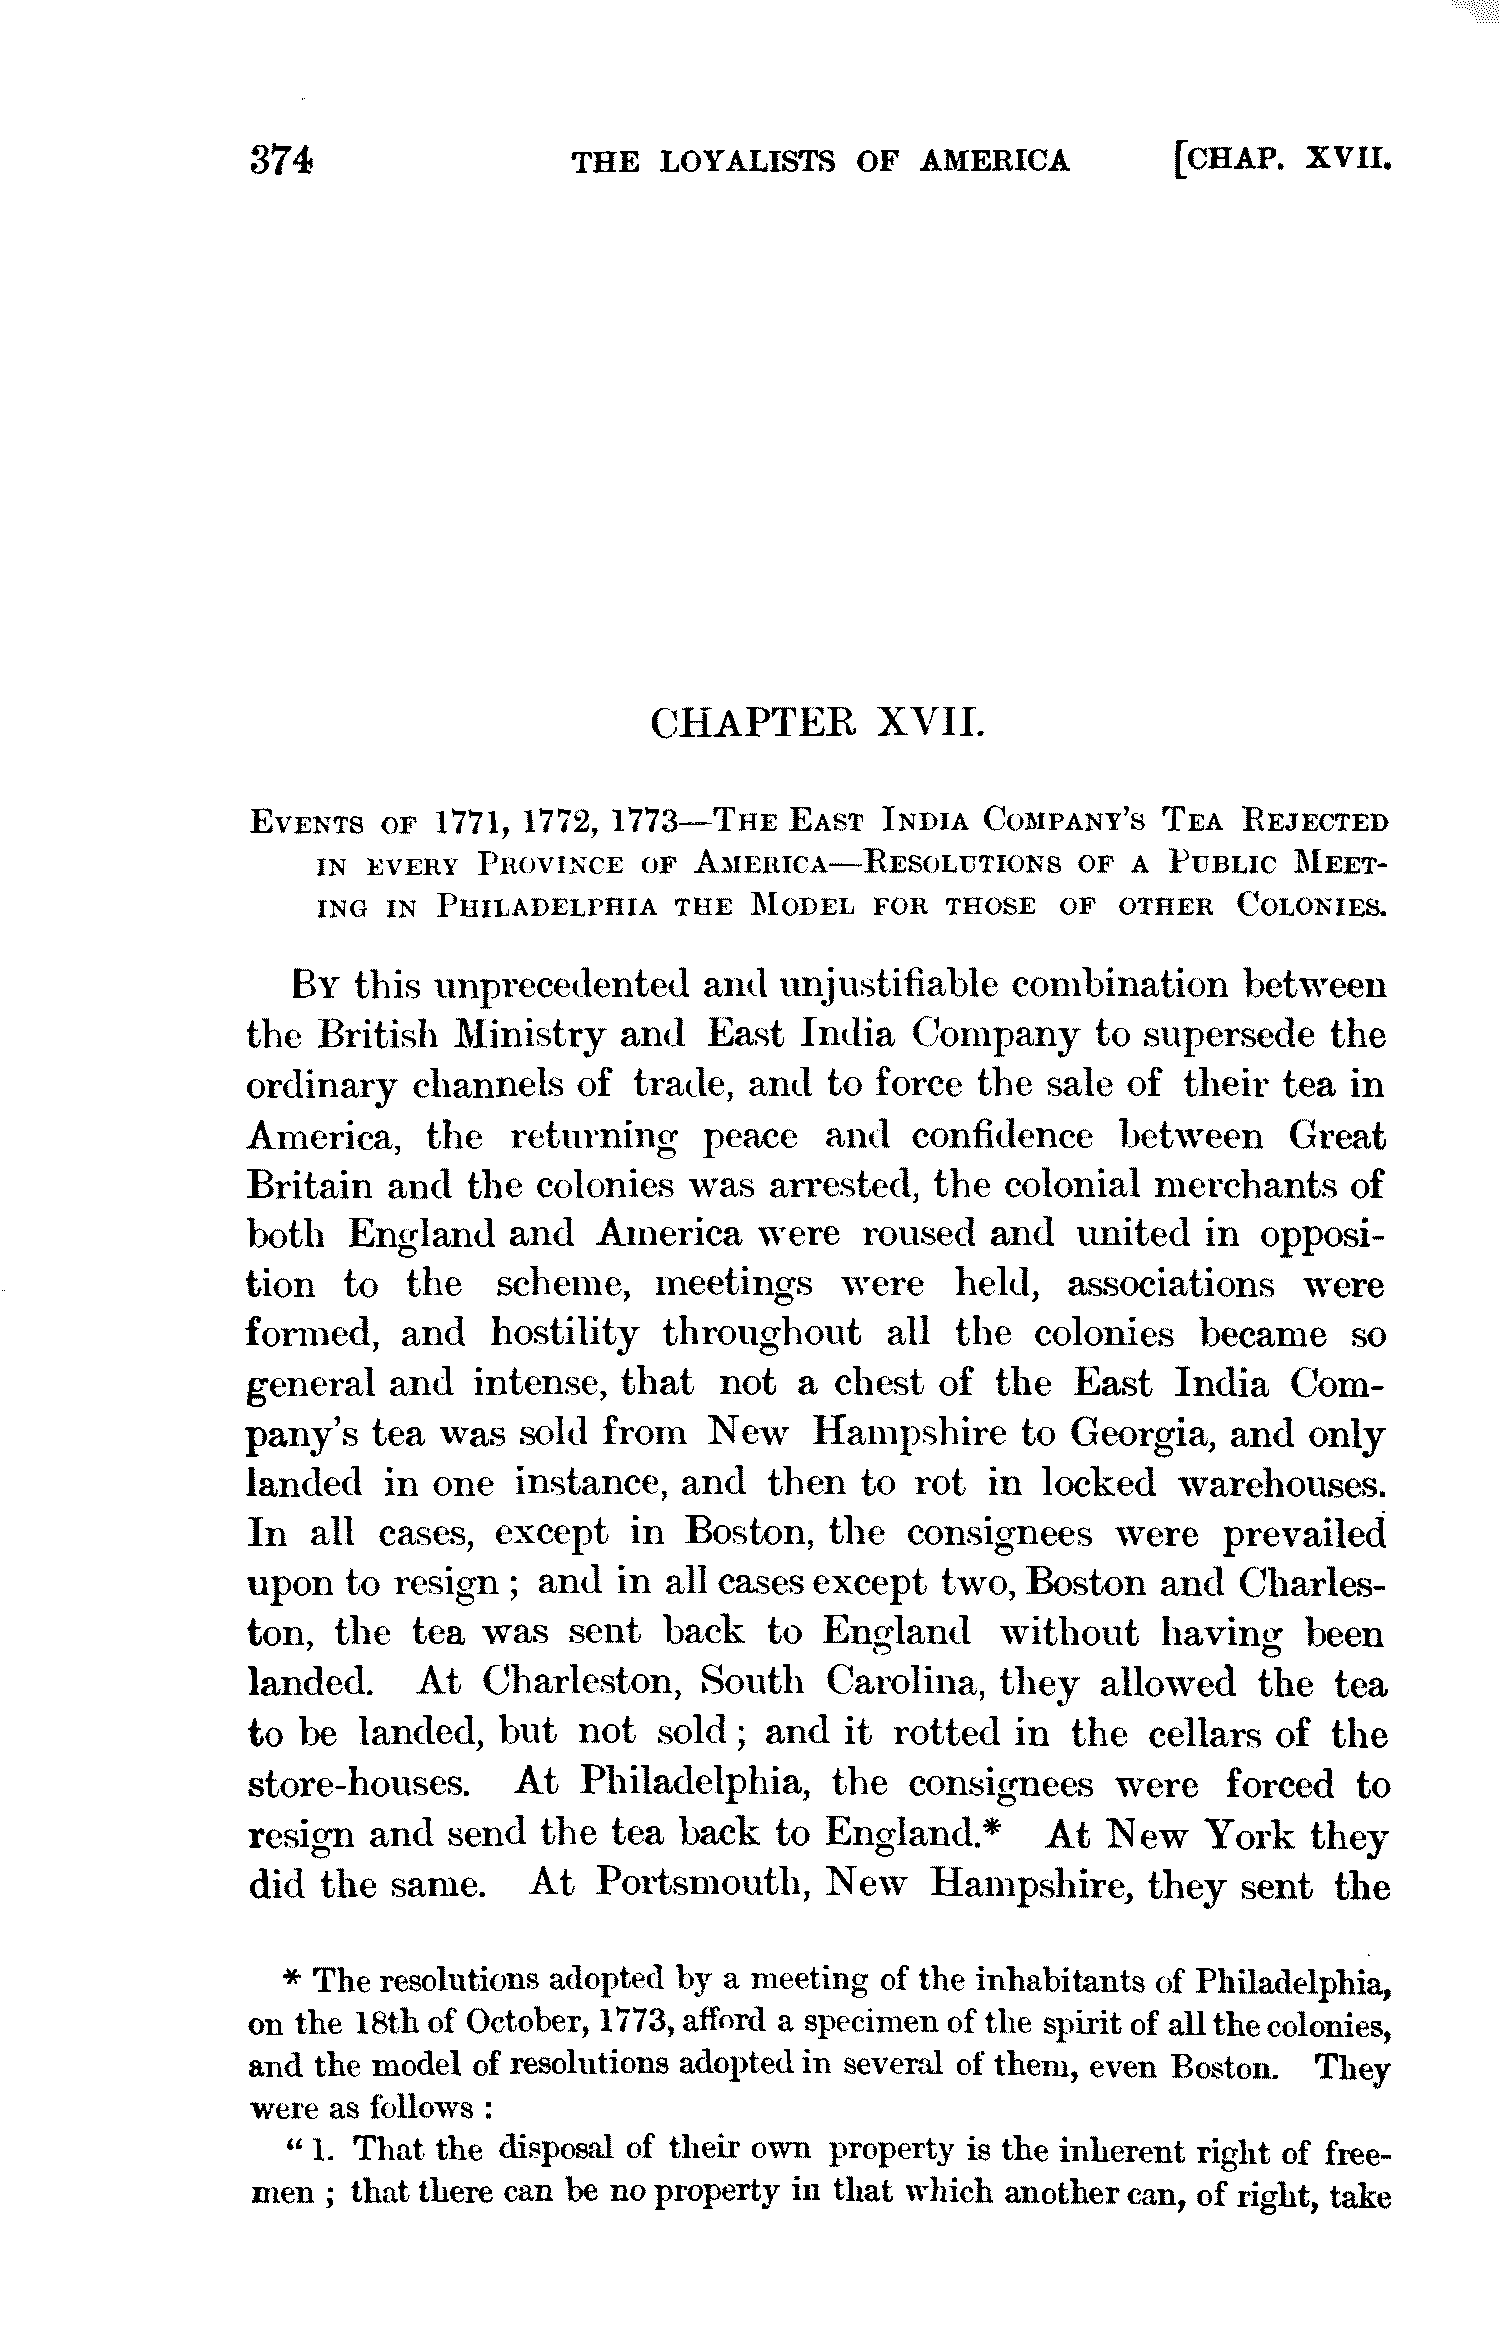 374 THE LOYALISTS OF AMERICA [CHAP. XVII.
CHAPTER XVII.
EVENTS OF 1771, 1772, 1773—THE EAST INDIA COMPANY'S TEA REJECTED
IN EVERY PROVINCE OF AMERICA—RESOLUTIONS OF A PUBLIC MEET-
ING IN PHILADELPHIA THE MODEL FOR THOSE OF OTHER COLONIES.
BY this unprecedented and unjustifiable combination between
the British Ministry and East India Company to supersede the
ordinary channels of trade, and to force the sale of their tea in
America, the returning peace and confidence between Great
Britain and the colonies was arrested, the colonial merchants of
both England and America were roused and united in opposi-
tion to the scheme, meetings were held, associations were
formed, and hostility throughout all the colonies became so
general and intense, that not a chest of the East India Com-
pany's tea was sold from New Hampshire to Georgia, and only
landed in one instance, and then to rot in locked warehouses.
In all cases, except in Boston, the consignees were prevailed
upon to resign ; and in all cases except two, Boston and Charles-
ton, the tea was sent back to England without having been
landed. At Charleston, South Carolina, they allowed the tea
to be landed, but not sold ; and it rotted in the cellars of the
store-houses. At Philadelphia, the consignees were forced to
resign and send the tea back to England.* At New York they
did the same. At Portsmouth, New Hampshire, they sent the
* The resolutions adopted by a meeting of the inhabitants of Philadelphia,
on the 18th of October, 1773, afford a specimen of the spirit of all the colonies,
and the model of resolutions adopted in several of them, even Boston. They
were as follows :
" 1. That the disposal of their own property is the inherent right of free-
men ; that there can be no property in that which another can, of right, take